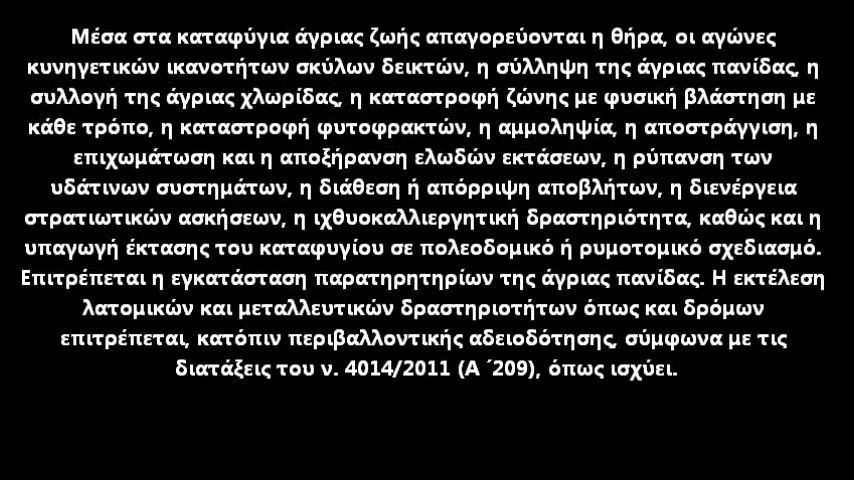 Μέσα στα καταφύγια άγριας ζωής απαγορεύονται η θήρα, οι αγώνες
κυνηγετικών ικανοτήτων σκύλων δεικτών, η σύλληψη της άγριας πανίδας, η
συλλογή της άγριας χλωρίδας, η καταστροφή ζώνης με φυσική βλάστηση με
κάθε τρόπο, η καταστροφή φυτοφρακτών, η αμμοληψία, η αποστράγγιση, η
επιχωμάτωση και η αποξήρανση ελωδών εκτάσεων, η ρύπανση των
υδάτινων συστημάτων, η διάθεση ή απόρριψη αποβλήτων, η διενέργεια
στρατιωτικών ασκήσεων, η ιχθυοκαλλιεργητική δραστηριότητα, καθώς και η
υπαγωγή έκτασης του καταφυγίου σε πολεοδομικό ή ρυμοτομικό σχεδιασμό.
Επιτρέπεται η εγκατάσταση παρατηρητηρίων της άγριας πανίδας. Η εκτέλεση
λατομικών και μεταλλευτικών δραστηριοτήτων όπως και δρόμων
επιτρέπεται, κατόπιν περιβαλλοντικής αδειοδότησης, σύμφωνα με τις
διατάξεις του ν. 4014/2011 (Α ΄209), όπως ισχύει.